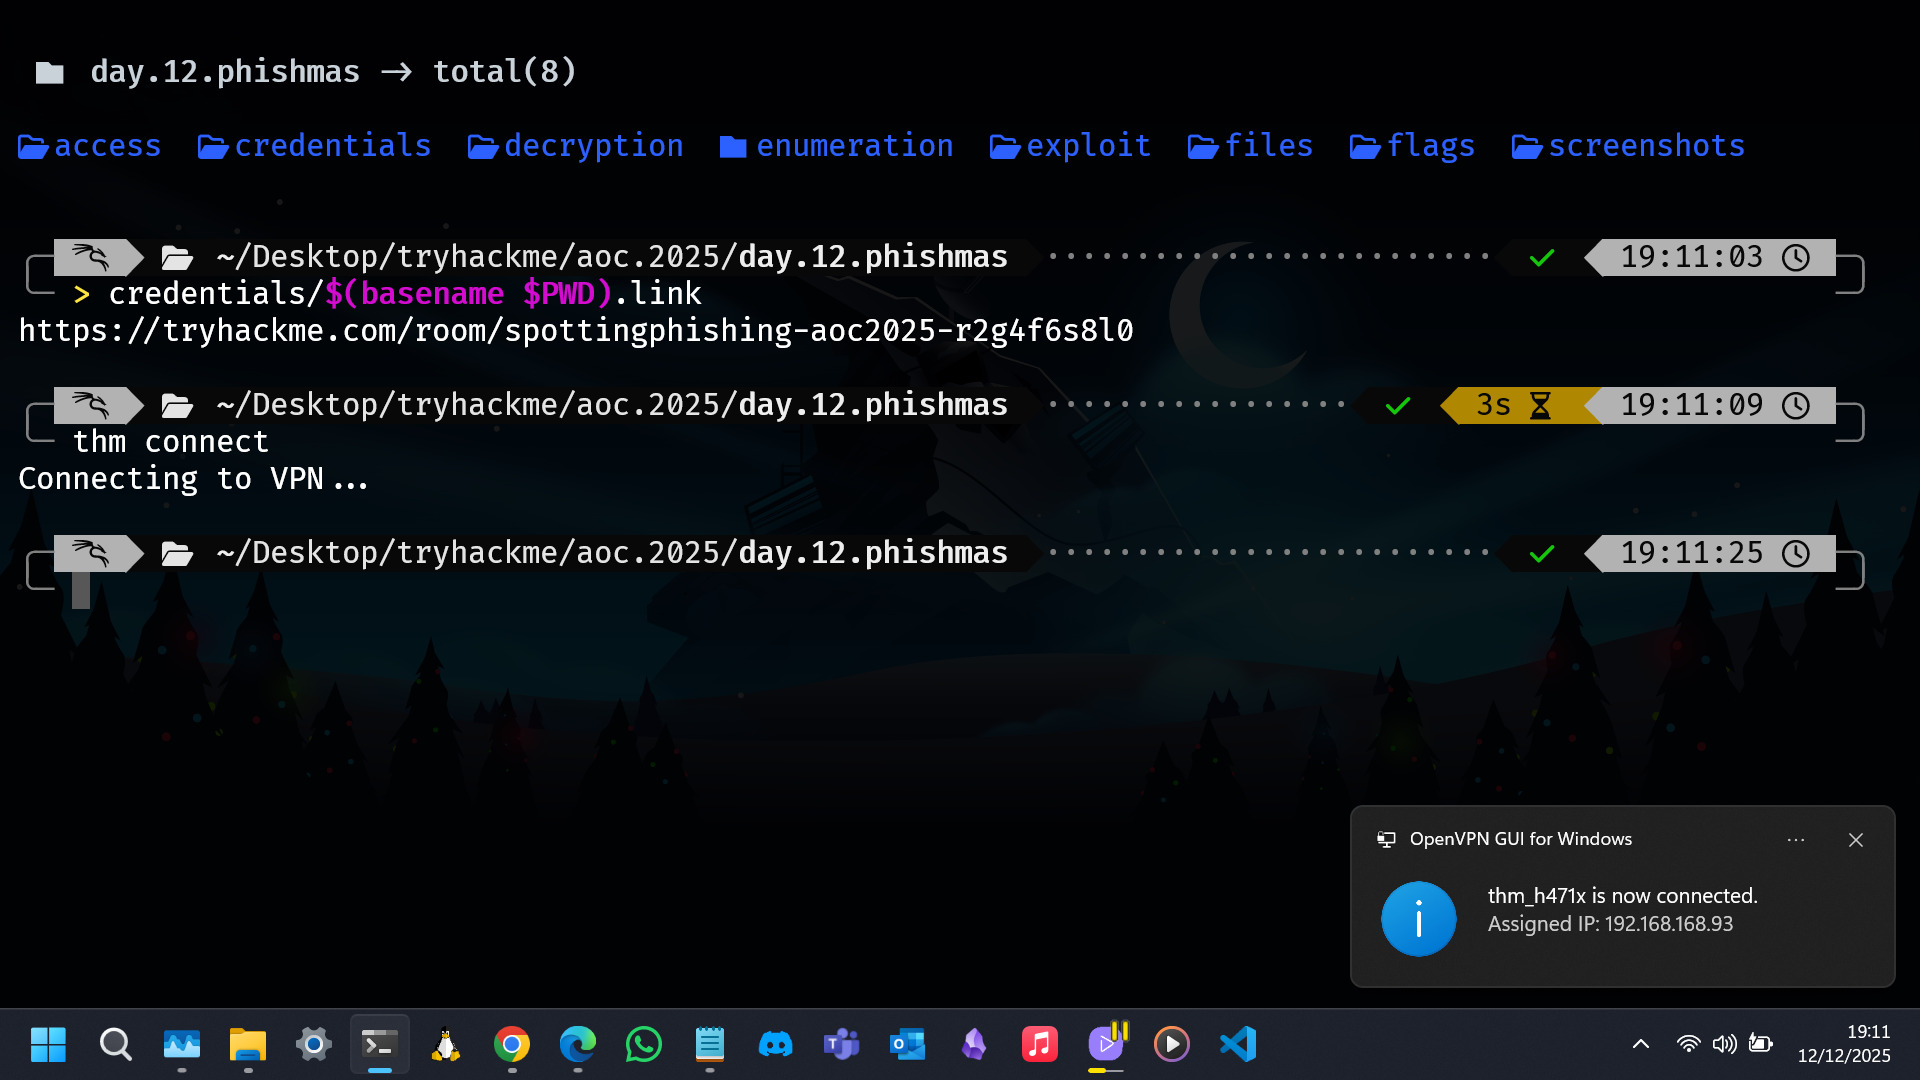 day.12.phishmas → total(8)
access credentials decryption enumeration exploit files flags screenshots
~/Desktop/tryhackme/aoc.2025/day.12.phishmas 19:11:03
> credentials/$(basename $PWD).link
https://tryhackme.com/room/spottingphishing-aoc2025-r2g4f6s8l0
~/Desktop/tryhackme/aoc.2025/day.12.phishmas 3s 19:11:09
thm connect
Connecting to VPN...
~/Desktop/tryhackme/aoc.2025/day.12.phishmas 19:11:25
OpenVPN GUI for Windows
thm_h471x is now connected.
Assigned IP: 192.168.168.93
19:11
12/12/2025